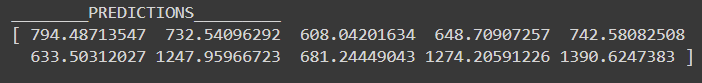 ________PREDICTIONS_________
[ 794.48713547  732.54096292  608.04201634  648.70907257  742.58082508
  633.50312027 1247.95966723  681.24449043 1274.20591226 1390.6247383 ]